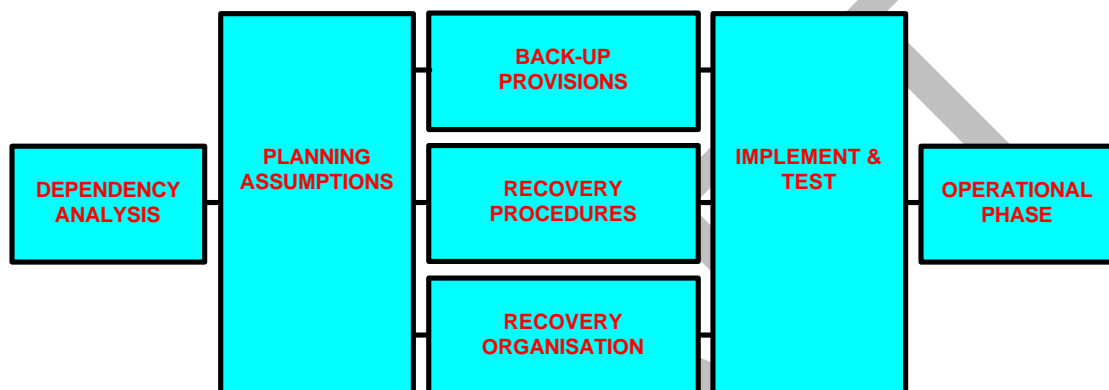 DEPENDENCY
ANALYSIS
PLANNING
ASSUMPTIONS
BACK-UP
PROVISIONS
RECOVERY
PROCEDURES
RECOVERY
ORGANISATION
IMPLEMENT &
TEST
OPERATIONAL
PHASE